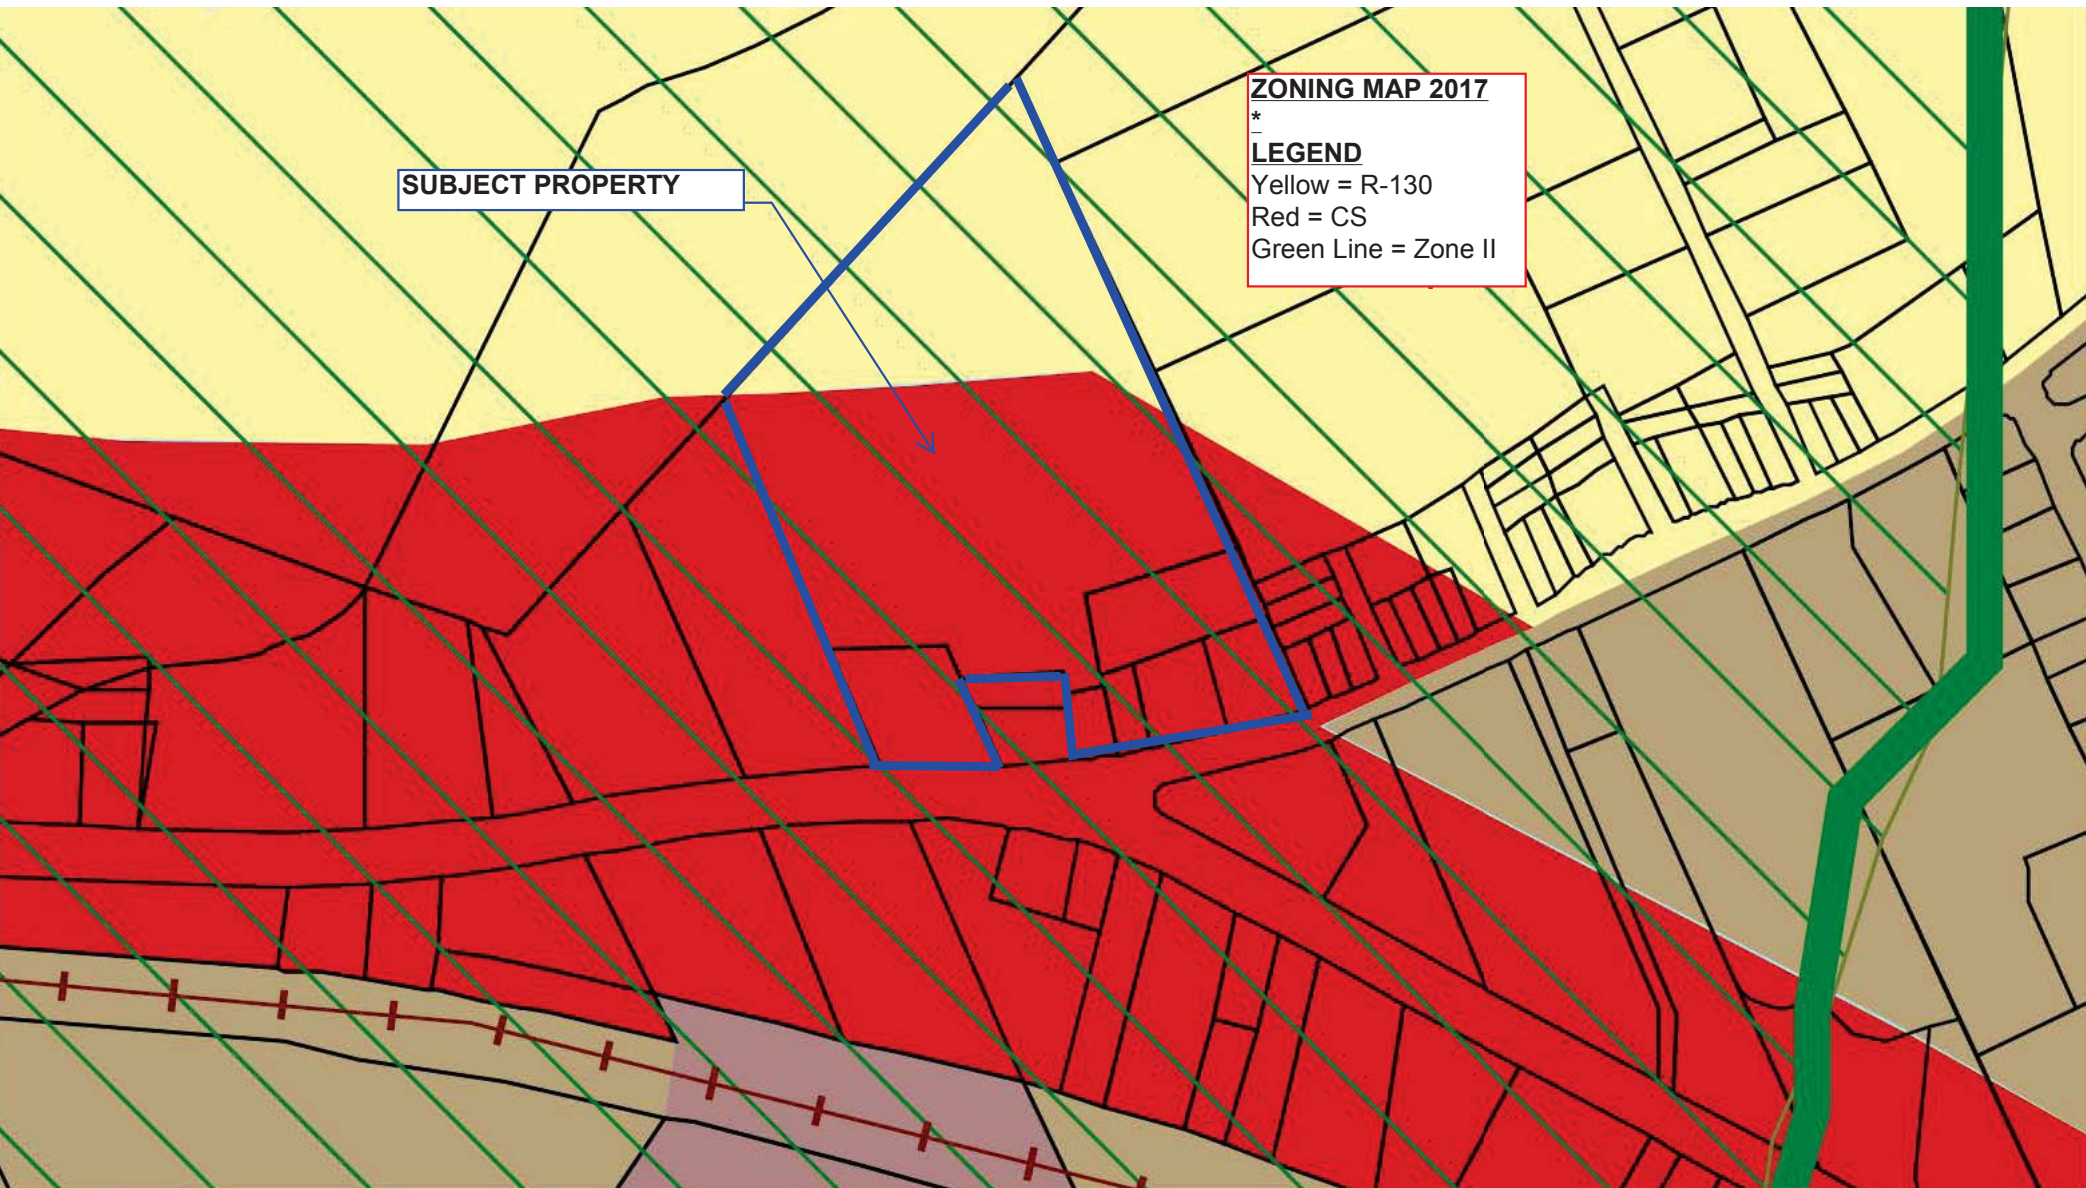 SUBJECT PROPERTY
ZONING MAP 2017
*
LEGEND
Yellow = R-130
Red = CS
Green Line = Zone II